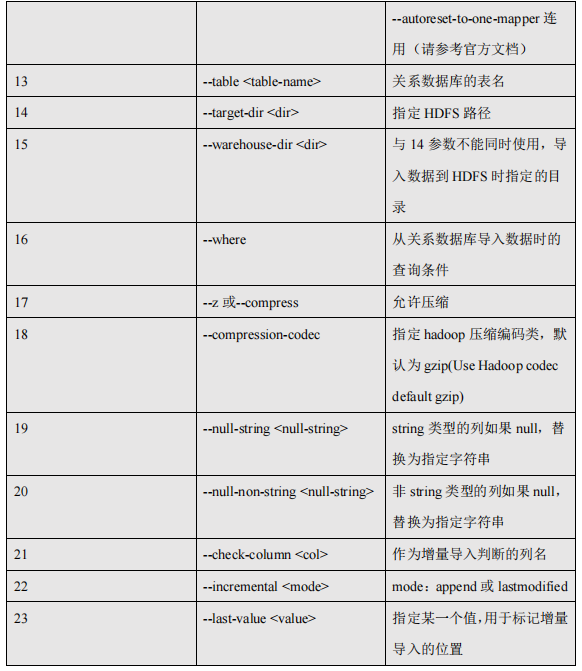 --autoreset-to-one-mapper 连
用（请参考官方文档）
13 --table <table-name> 关系数据库的表名
14 --target-dir <dir> 指定 HDFS 路径
15 --warehouse-dir <dir> 与 14 参数不能同时使用，导
入数据到 HDFS 时指定的目
录
16 --where 从关系数据库导入数据时的
查询条件
17 --z 或--compress 允许压缩
18 --compression-codec 指定 hadoop 压缩编码类，默
认为 gzip(Use Hadoop codec
default gzip)
19 --null-string <null-string> string 类型的列如果 null，替
换为指定字符串
20 --null-non-string <null-string> 非 string 类型的列如果 null，
替换为指定字符串
21 --check-column <col> 作为增量导入判断的列名
22 --incremental <mode> mode：append 或 lastmodified
23 --last-value <value> 指定某一个值，用于标记增量
导入的位置